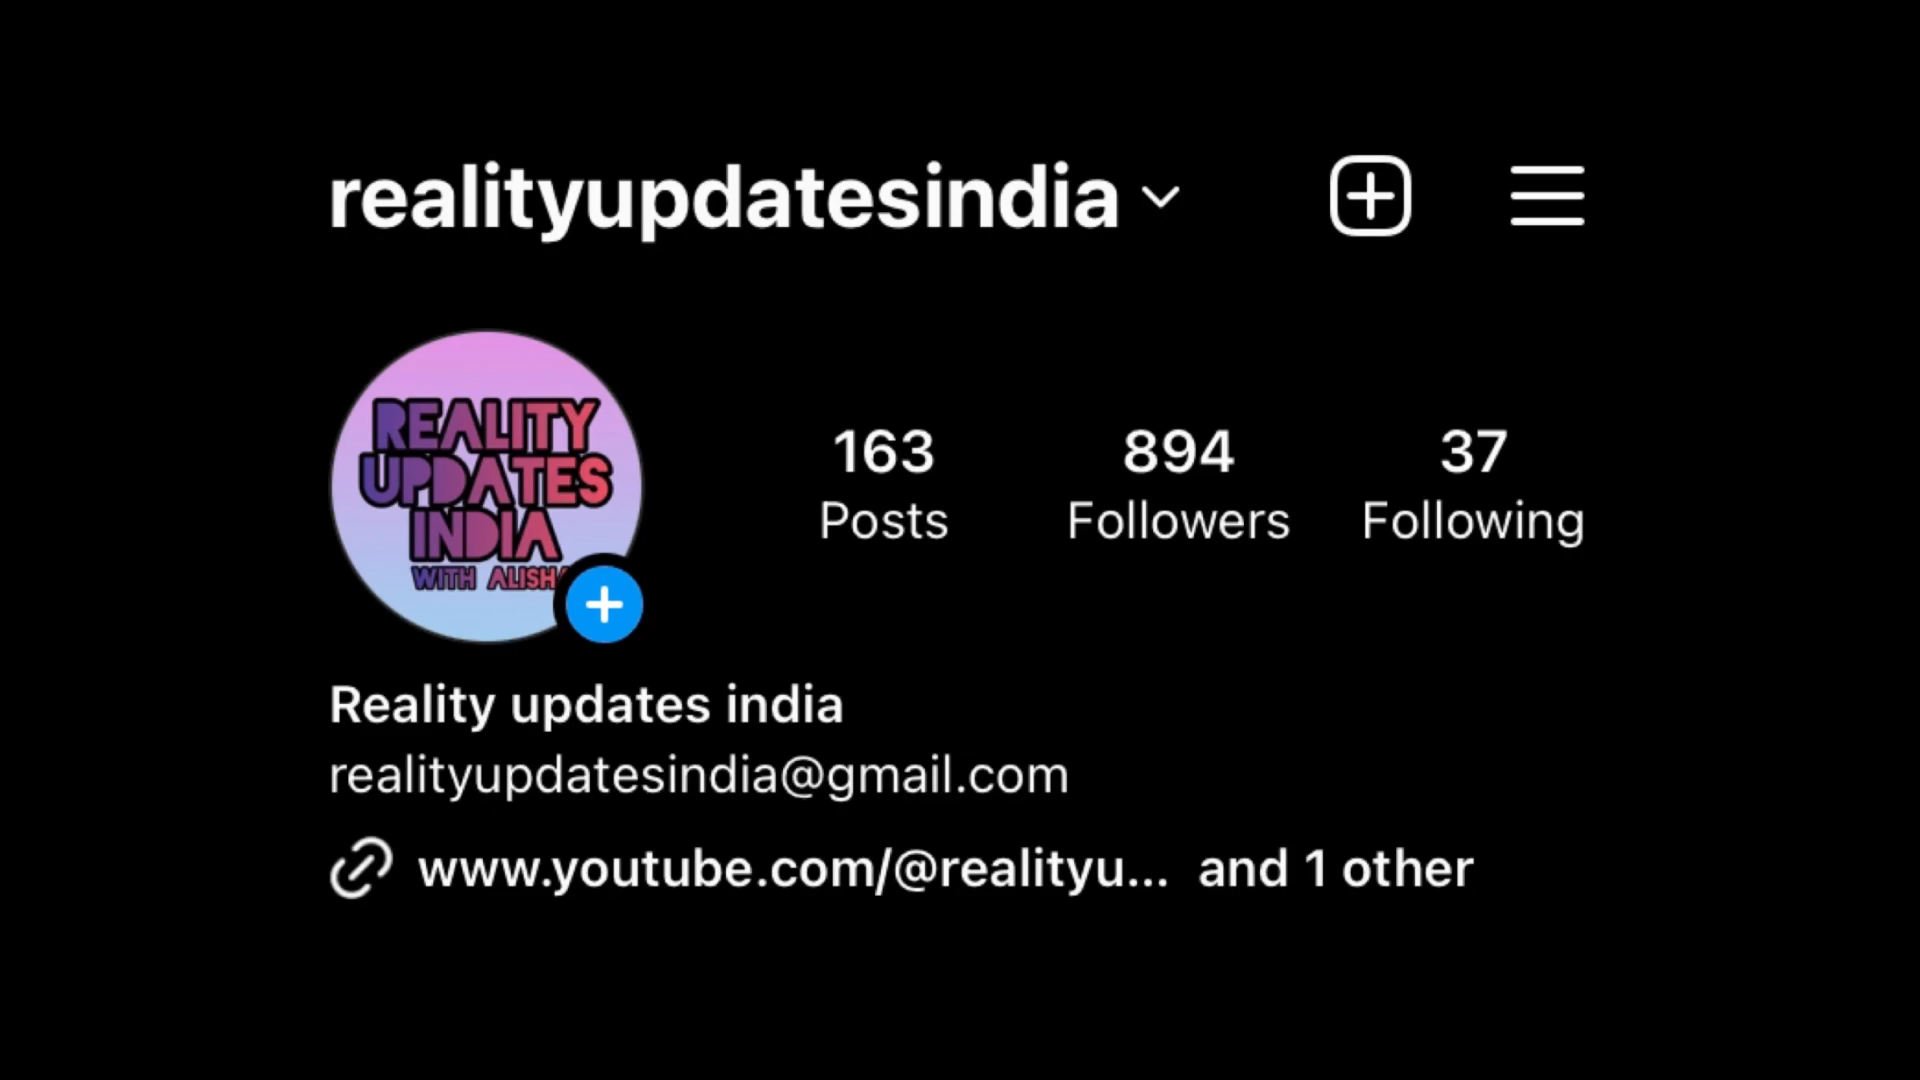 realityupdatesindia
REALITY
UPDATES
INDIA
WITH
163 894 37
Posts Followers Following
Reality updates india
realityupdatesindia@gmail.com
www.youtube.com/@realityu... and 1 other